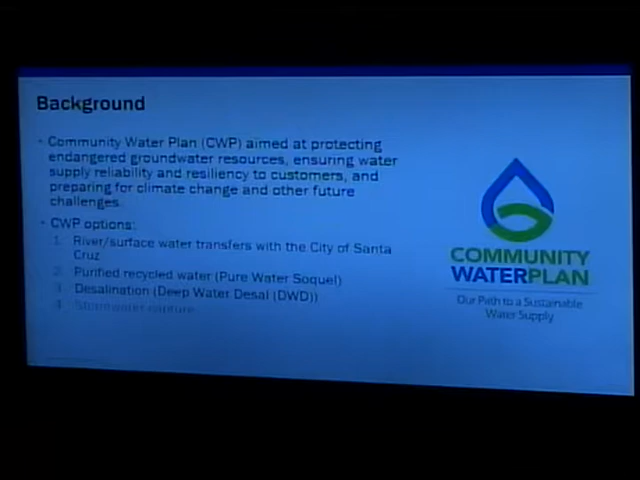 Background
• Community Water Plan (CWP) aimed at protecting
endangered groundwater resources, ensuring water
supply reliability and resiliency to customers, and
preparing for climate change and other future
challenges.
• CWP options:
1. River/surface water transfers with the City of Santa
Cruz
2. Purified recycled water (Pure Water Soquel)
3. Desalination (Deep Water Desal (DWD))
4. Stormwater capture
COMMUNITY
WATERPLAN
Our Path to a Sustainable
Water Supply